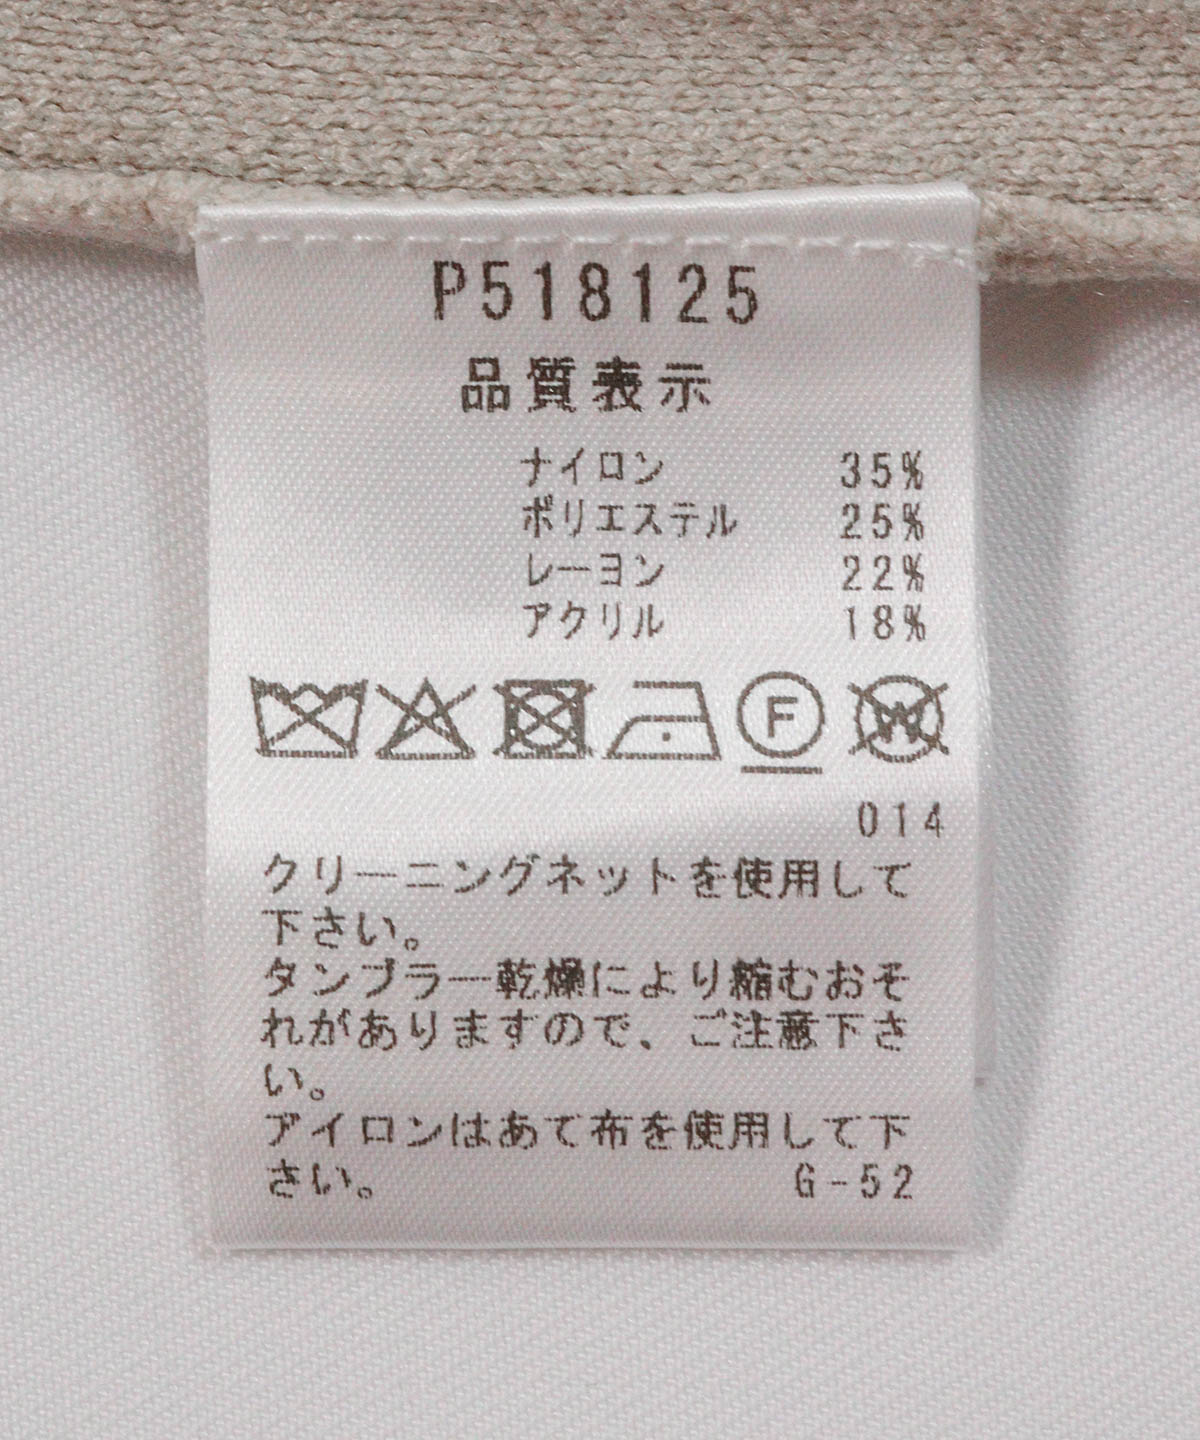 P518125
品質表示
ナイロン 35%
ポリエステル 25%
レーヨン 22%
アクリル 18%
F W
014
クリーニングネットを使用して
下さい。
タンブラー乾燥により縮むおそ
れがありますので、ご注意下さ
い。
アイロンはあて布を使用して下
さい。 G-52